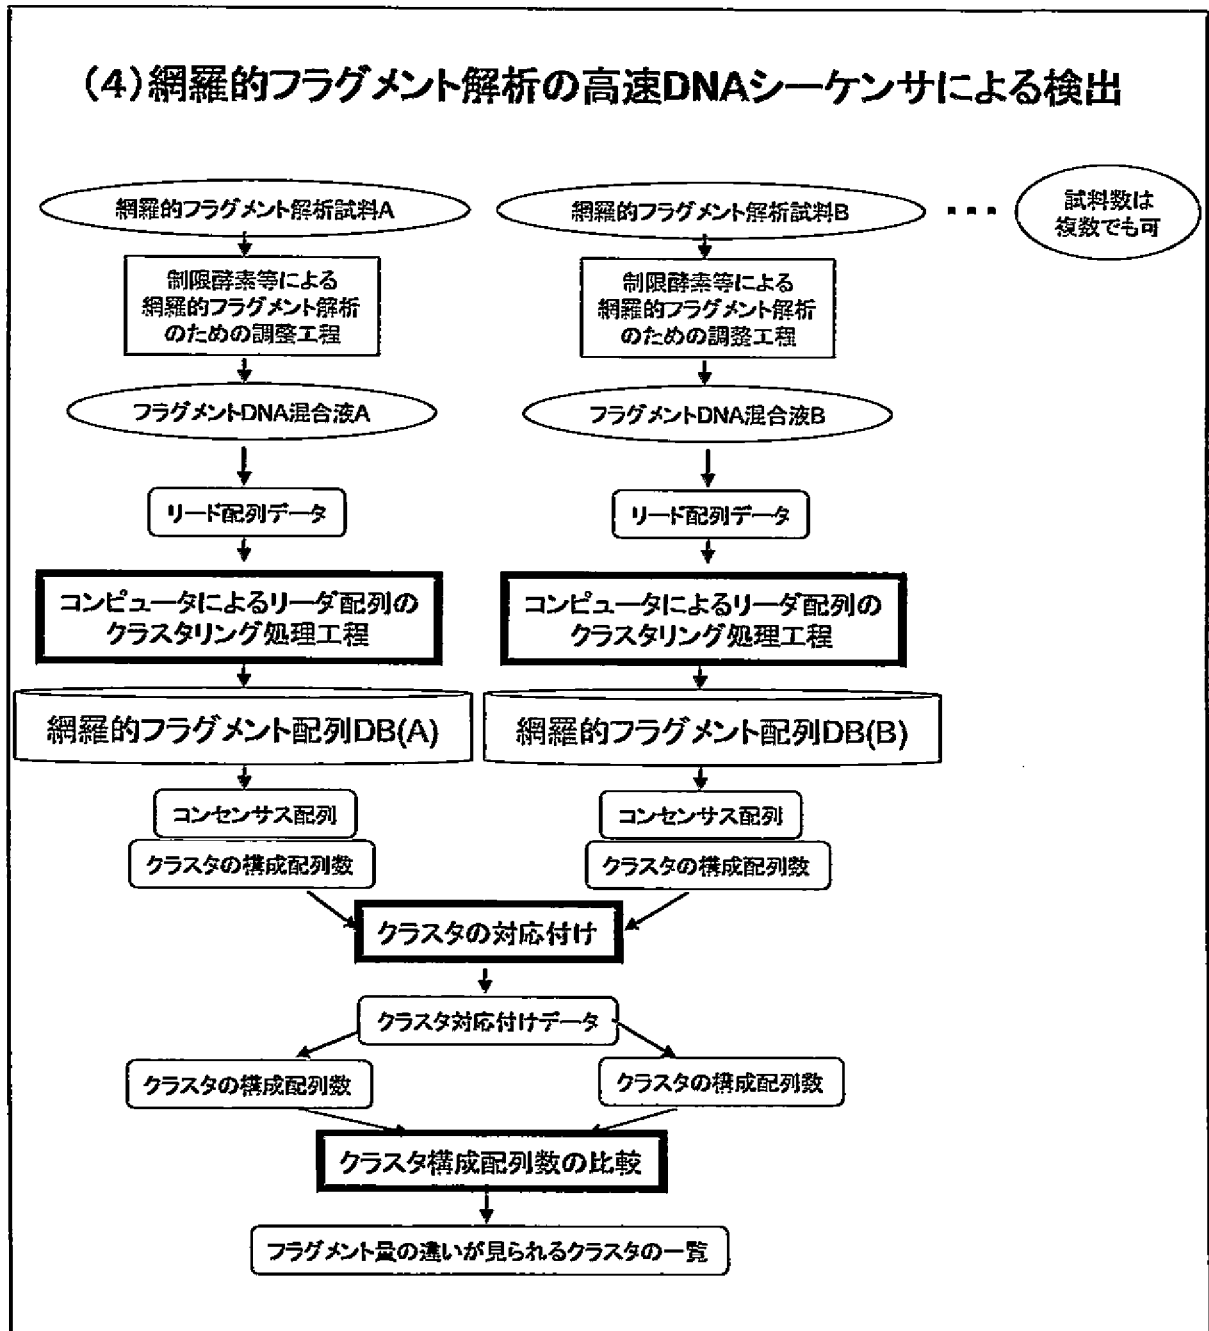 (4)網羅的フラグメント解析の高速DNAシーケンサによる検出
網羅的フラグメント解析試料A
網羅的フラグメント解析試料B
・・・
試料数は
複数でも可
制限酵素等による
網羅的フラグメント解析
のための調整工程
制限酵素等による
網羅的フラグメント解析
のための調整工程
フラグメントDNA混合液A
フラグメントDNA混合液B
リード配列データ
リード配列データ
コンピュータによるリーダ配列の
クラスタリング処理工程
コンピュータによるリーダ配列の
クラスタリング処理工程
網羅的フラグメント配列DB(A)
網羅的フラグメント配列DB(B)
コンセンサス配列
コンセンサス配列
クラスタの構成配列数
クラスタの構成配列数
クラスタの対応付け
クラスタ対応付けデータ
クラスタの構成配列数
クラスタの構成配列数
クラスタ構成配列数の比較
フラグメント量の違いが見られるクラスタの一覧